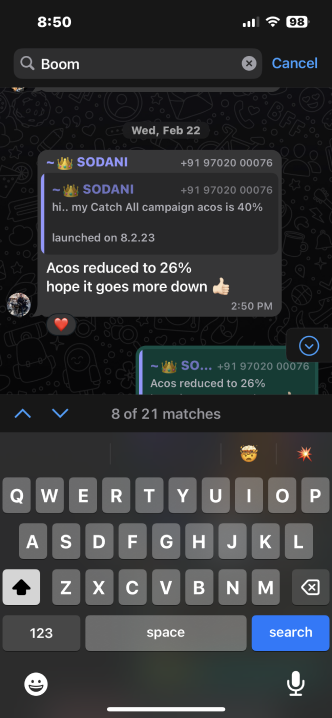 8:50
98
Boom
Cancel
Wed, Feb 22
~ 👑 SODANI +91 97020 00076
~ 👑 SODANI +91 97020 00076
hi.. my Catch All campaign acos is 40%
launched on 8.2.23
Acos reduced to 26%
hope it goes more down 👍🏻
2:50 PM
❤️
~ 👑 SO... +91 97020 00076
Acos reduced to 26%
8 of 21 matches
🤯 💥
Q W E R T Y U I O P
A S D F G H J K L
Z X C V B N M
123 space search